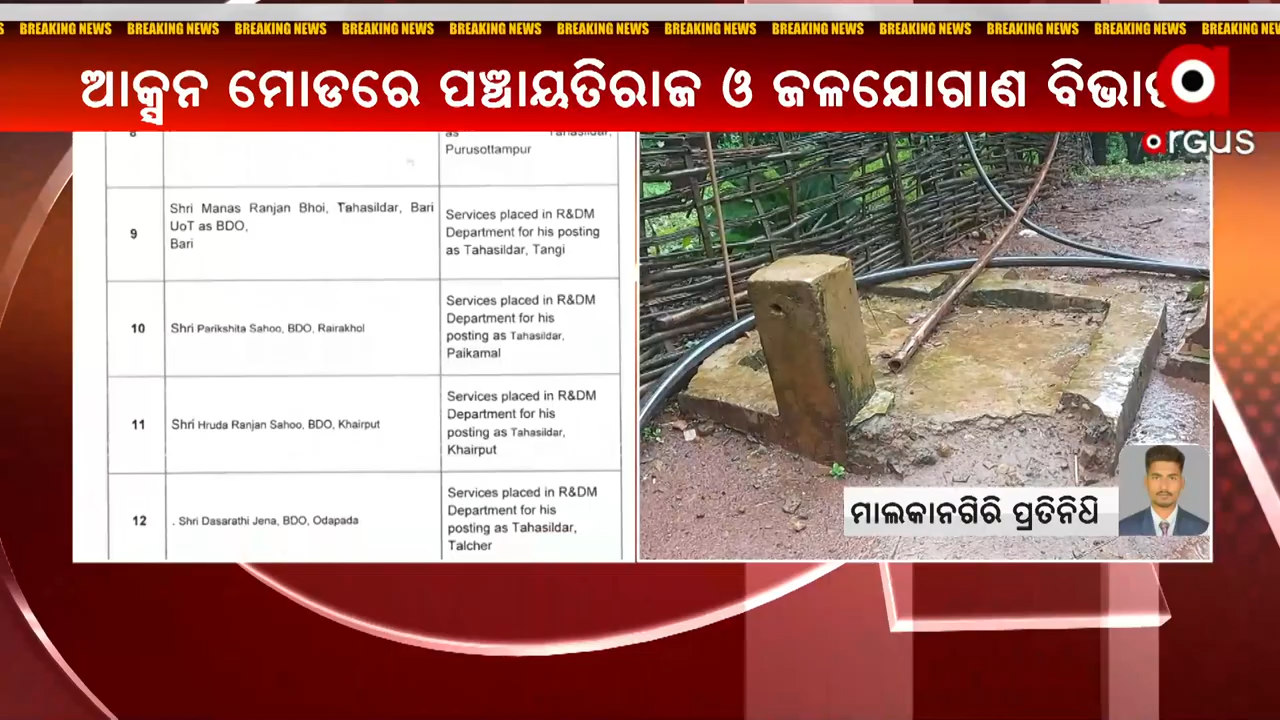 BREAKING NEWS BREAKING NEWS BREAKING NEWS BREAKING NEWS BREAKING NEWS BREAKING NEWS BREAKING NEWS BREAKING NEWS BREAKING NEWS BREAKING NEWS BREAKING NEWS
ଆକ୍ସନ ମୋଡରେ ପଞ୍ଚାୟତିରାଜ ଓ ଜଳଯୋଗାଣ
argus
8
as Tahasildar,
Purusottampur
9
Shri Manas Ranjan Bhoi, Tahasildar, Bari
UoT as BDO,
Bari
Services placed in R&DM
Department for his posting
as Tahasildar, Tangi
10
Shri Parikshita Sahoo, BDO, Rairakhol
Services placed in R&DM
Department for his
posting as Tahasildar,
Paikamal
11
Shri Hruda Ranjan Sahoo, BDO, Khairput
Services placed in R&DM
Department for his
posting as Tahasildar,
Khairput
12
. Shri Dasarathi Jena, BDO, Odapada
Services placed in R&DM
Department for his
posting as Tahasildar,
Talcher
ମାଲକାନଗିରି ପ୍ରତିନିଧି